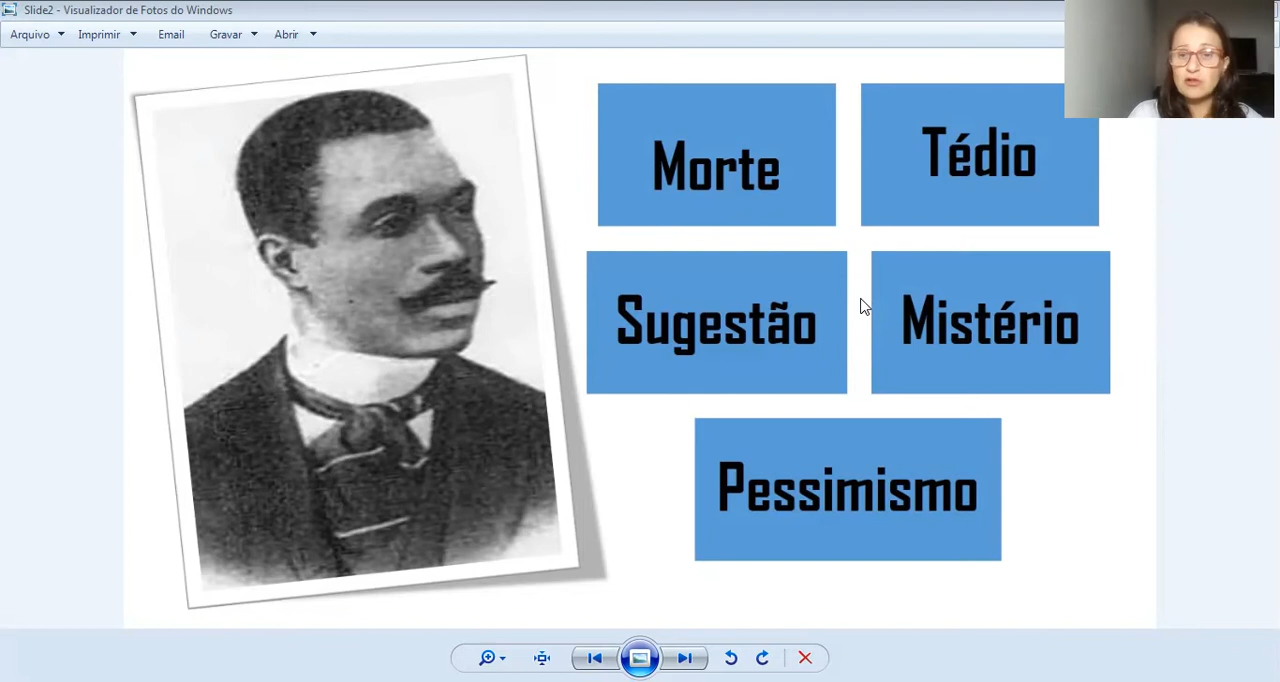 Slide2 - Visualizador de Fotos do Windows
Arquivo Imprimir Email Gravar Abrir
Morte
Tédio
Sugestão
Mistério
Pessimismo